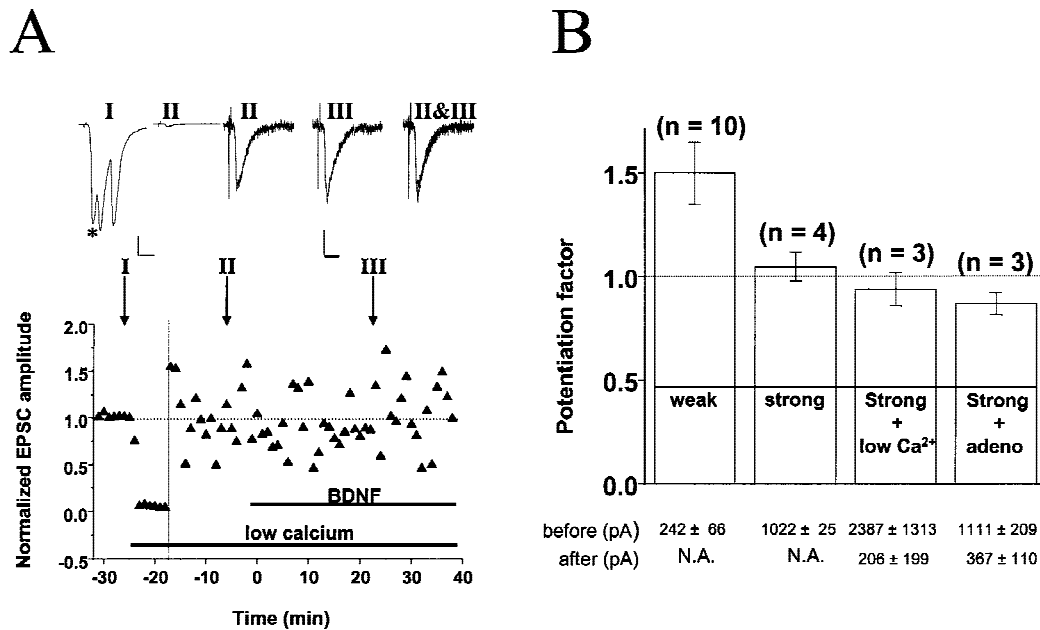 A
B
I II II III II&III
*
I II III
Normalized EPSC amplitude
2.0
1.5
1.0
0.5
0.0
-0.5
BDNF
low calcium
-30 -20 -10 0 10 20 30 40
Time (min)
Potentiation factor
1.5
1.0
0.5
0.0
(n = 10)
(n = 4)
(n = 3)
(n = 3)
weak
strong
Strong
+
low Ca²⁺
Strong
+
adeno
before (pA) 242 ± 66 1022 ± 25 2387 ± 1313 1111 ± 209
after (pA) N.A. N.A. 206 ± 199 367 ± 110